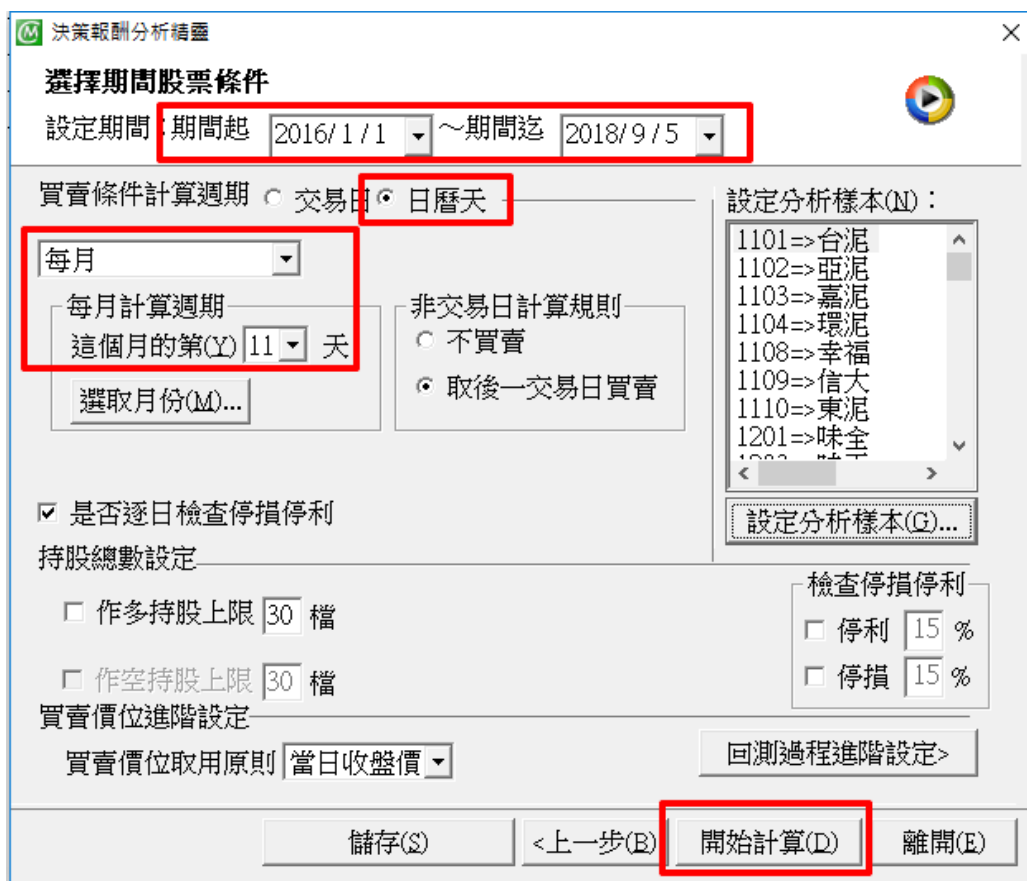 決策報酬分析精靈
選擇期間股票條件
設定期間：期間起 2016/ 1 / 1 ～期間迄 2018/ 9 / 5
買賣條件計算週期 交易日 日曆天
設定分析樣本(N)：
每月
每月計算週期
這個月的第(Y) 11 天
選取月份(M)...
非交易日計算規則
不買賣
取後一交易日買賣
1101=>台泥
1102=>亞泥
1103=>嘉泥
1104=>環泥
1108=>幸福
1109=>信大
1110=>東泥
1201=>味全
設定分析樣本(G)...
是否逐日檢查停損停利
持股總數設定
作多持股上限 30 檔
作空持股上限 30 檔
檢查停損停利
停利 15 %
停損 15 %
買賣價位進階設定
買賣價位取用原則 當日收盤價
回測過程進階設定>
儲存(S) <上一步(B) 開始計算(D) 離開(E)